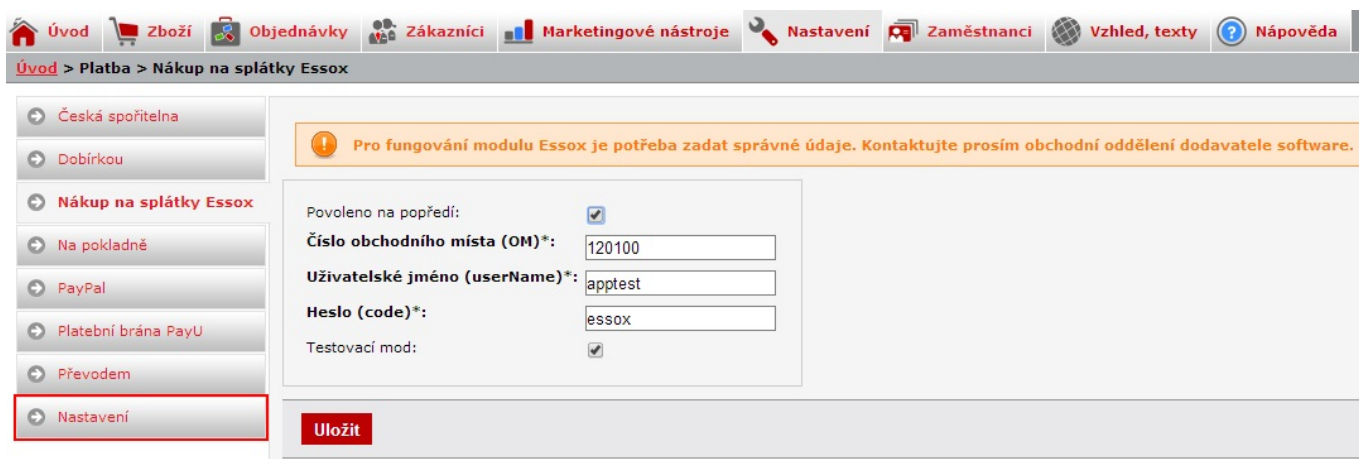 Úvod Zboží Objednávky Zákazníci Marketingové nástroje Nastavení Zaměstnanci Vzhled, texty Nápověda
Úvod > Platba > Nákup na splátky Essox
Česká spořitelna
Dobírkou
Nákup na splátky Essox
Na pokladně
PayPal
Platební brána PayU
Převodem
Nastavení
Pro fungování modulu Essox je potřeba zadat správné údaje. Kontaktujte prosím obchodní oddělení dodavatele software.
Povoleno na popředí:
Číslo obchodního místa (OM)*: 120100
Uživatelské jméno (userName)*: apptest
Heslo (code)*: essox
Testovací mod:
Uložit